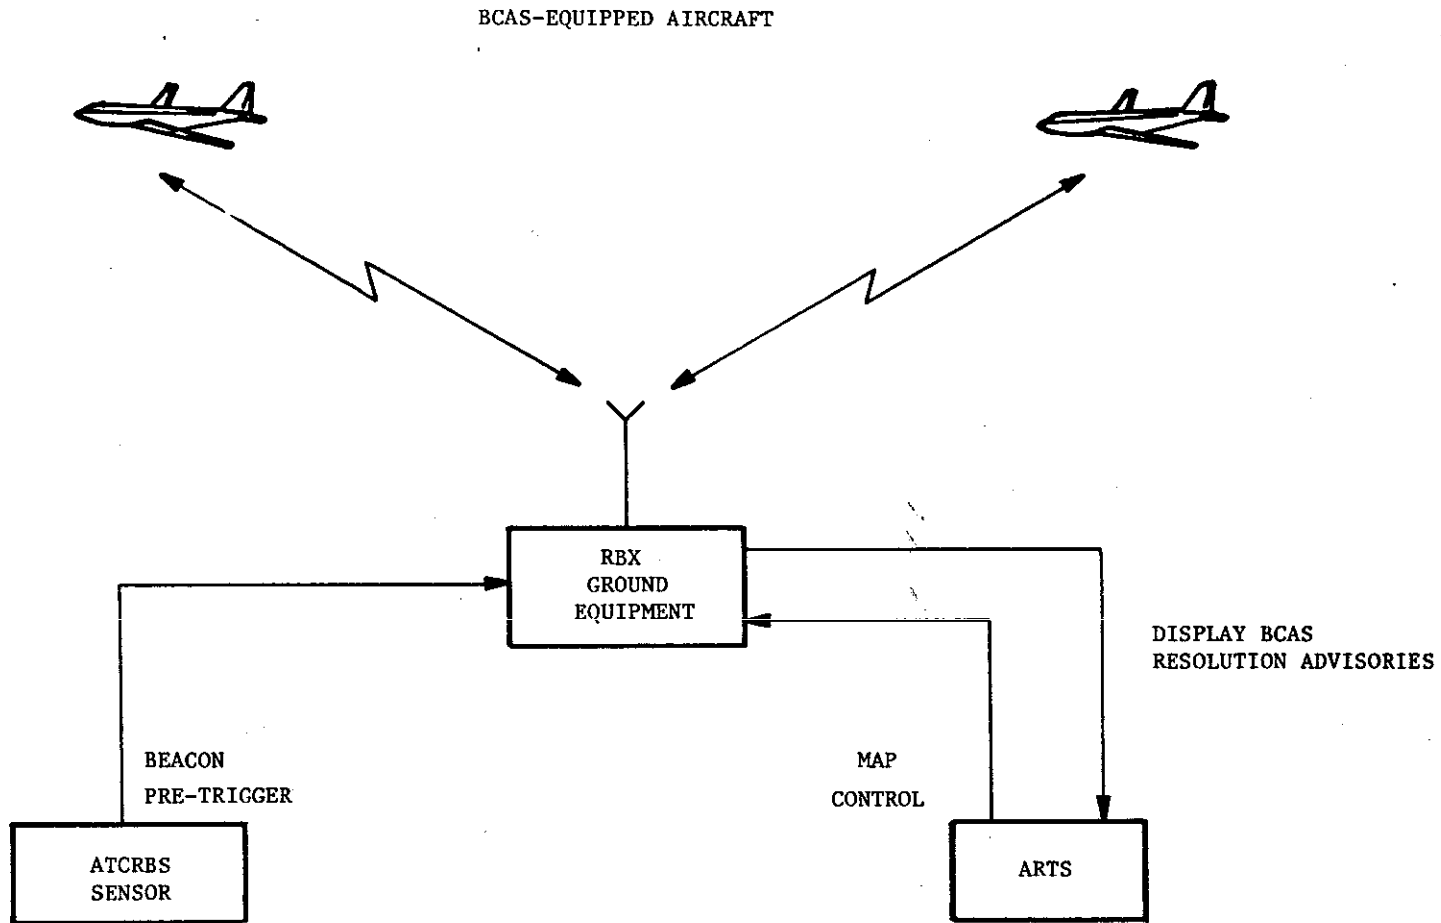 BCAS-EQUIPPED AIRCRAFT
RBX
GROUND
EQUIPMENT
DISPLAY BCAS
RESOLUTION ADVISORIES
BEACON
PRE-TRIGGER
MAP
CONTROL
ATCRBS
SENSOR
ARTS